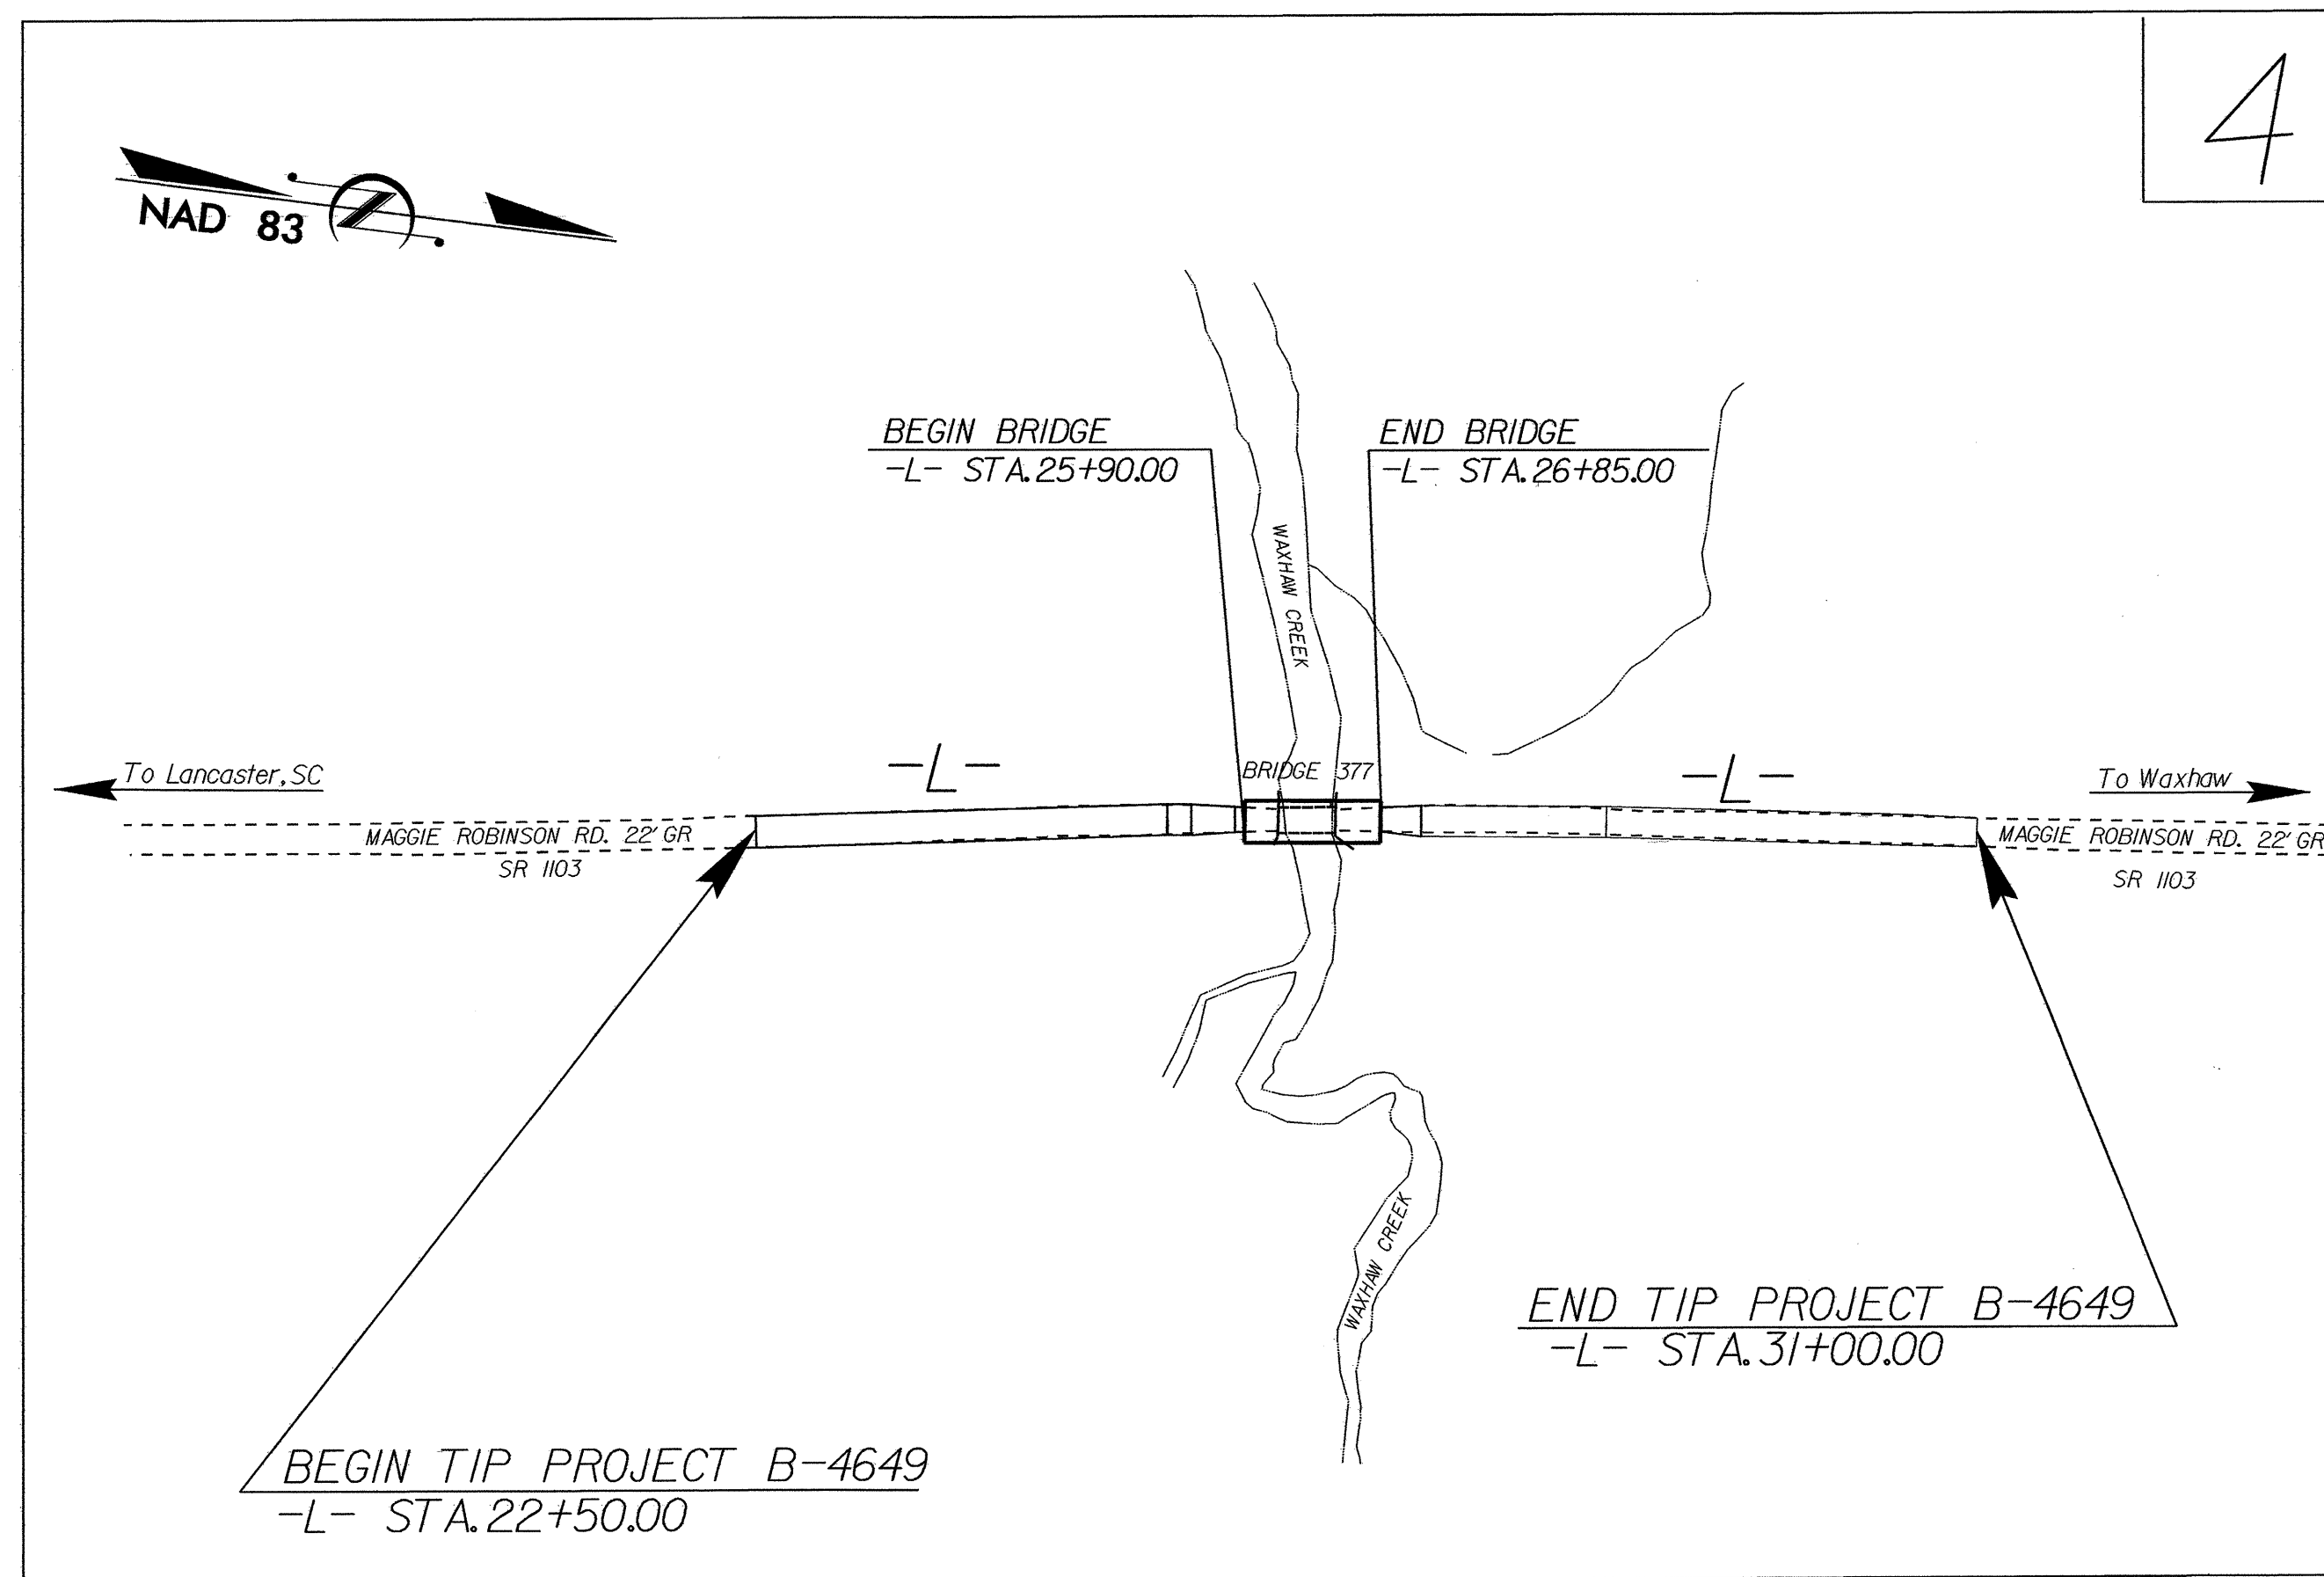 4
NAD 83
BEGIN BRIDGE
-L- STA. 25+90.00
END BRIDGE
-L- STA. 26+85.00
WAXHAW CREEK
To Lancaster, SC
-L-
BRIDGE 377
-L-
To Waxhaw
MAGGIE ROBINSON RD. 22' GR
SR 1103
MAGGIE ROBINSON RD. 22' GR
SR 1103
WAXHAW CREEK
END TIP PROJECT B-4649
-L- STA. 31+00.00
BEGIN TIP PROJECT B-4649
-L- STA. 22+50.00